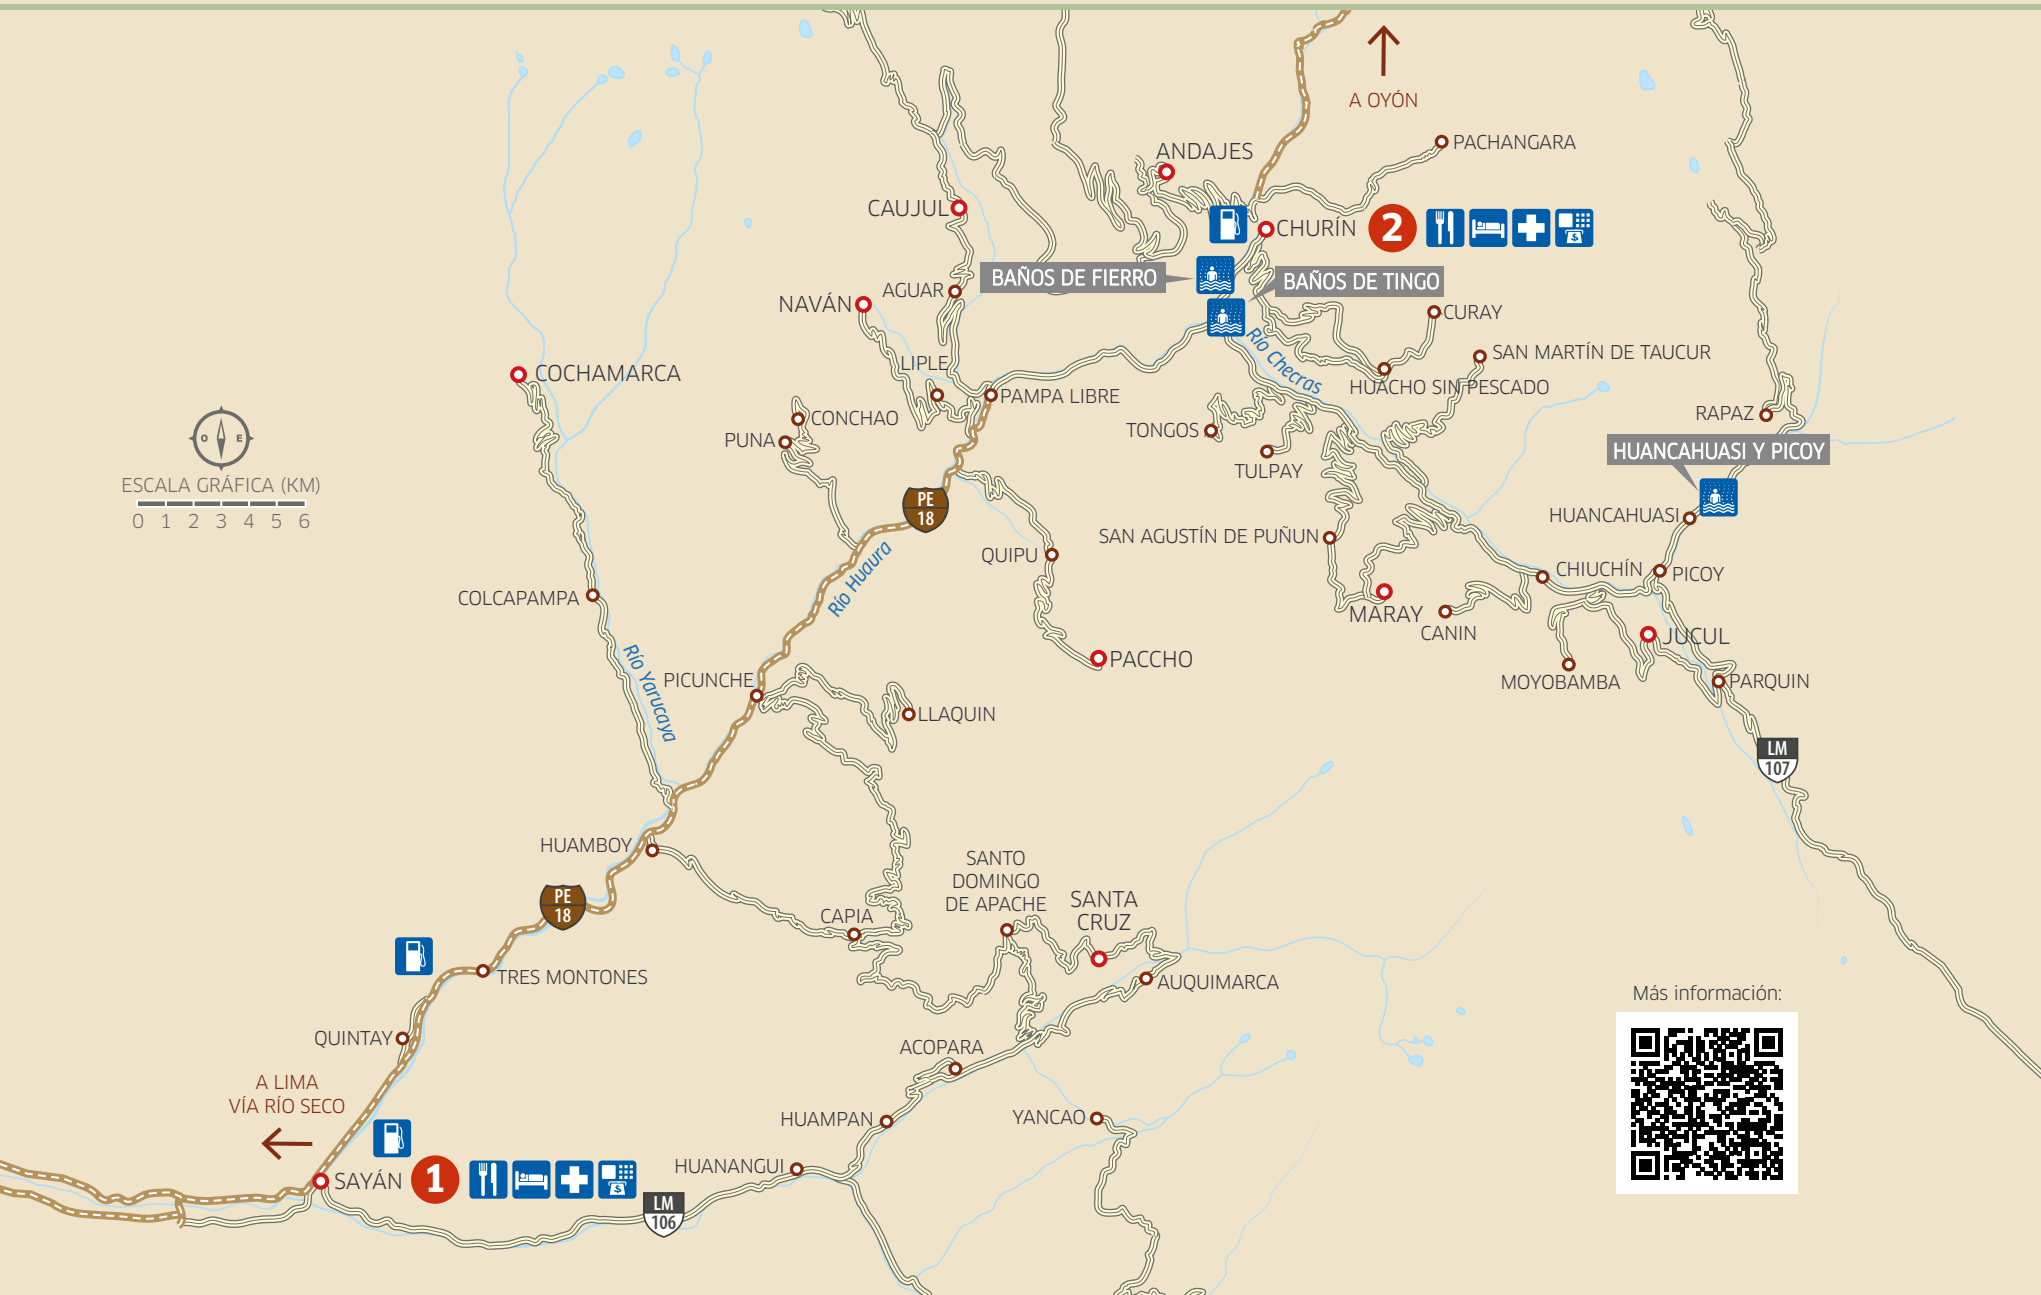 A OYÓN
PACHANGARA
ANDAJES
CAUJUL
CHURÍN
2
BAÑOS DE FIERRO
BAÑOS DE TINGO
AGUAR
NAVÁN
CURAY
Río Checras
SAN MARTÍN DE TAUCUR
LIPLE
COCHAMARCA
HUACHO SIN PESCADO
PAMPA LIBRE
CONCHAO
RAPAZ
PUNA
TONGOS
O
E
HUANCAHUASI Y PICOY
TULPAY
ESCALA GRÁFICA (KM)
0 1 2 3 4 5 6
PE
18
HUANCAHUASI
SAN AGUSTÍN DE PUÑUN
QUIPU
CHIUCHÍN
PICOY
Río Huaura
COLCAPAMPA
MARAY
CANIN
JUCUL
PACCHO
Río Yarucaya
PICUNCHE
MOYOBAMBA
PARQUIN
LLAQUIN
LM
107
HUAMBOY
SANTO
DOMINGO
DE APACHE
SANTA
CRUZ
PE
18
CAPIA
TRES MONTONES
AUQUIMARCA
Más información:
QUINTAY
ACOPARA
A LIMA
VÍA RÍO SECO
HUAMPAN
YANCAO
HUANANGUI
SAYÁN
1
LM
106